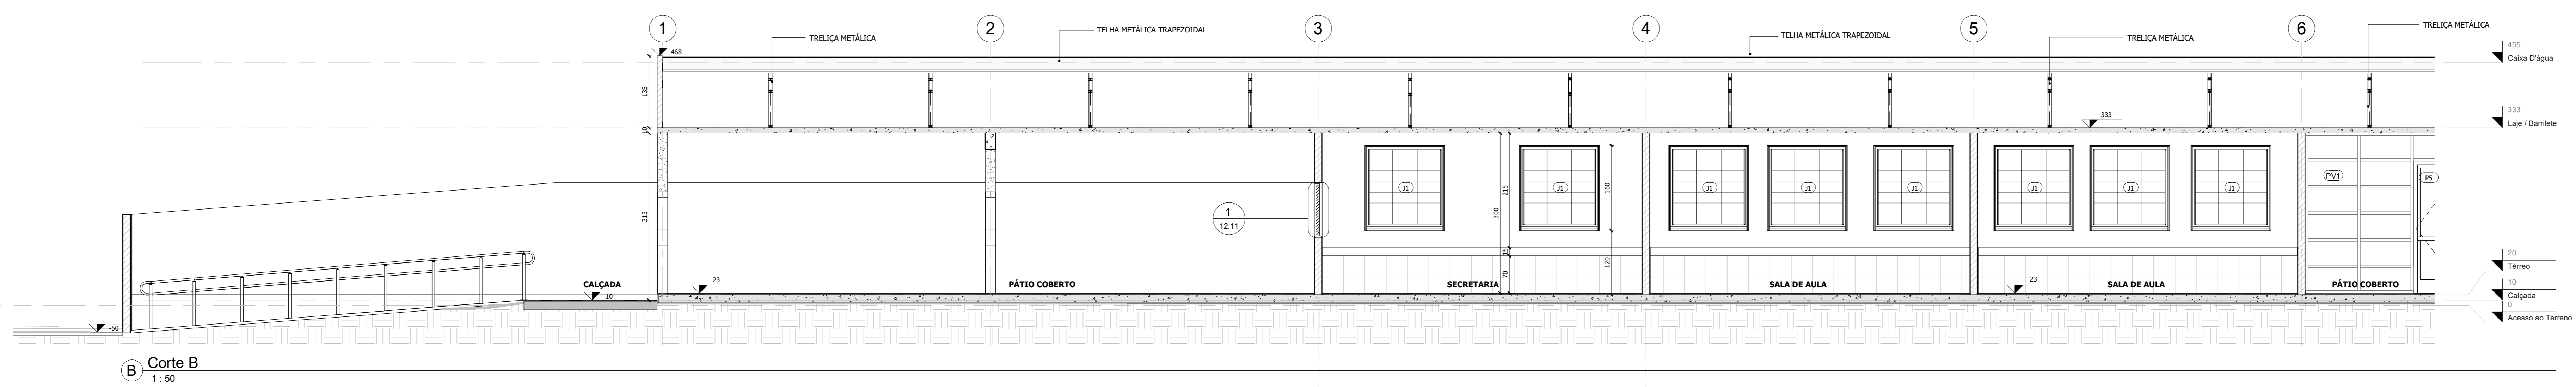 1
2
3
4
5
6
TRELIÇA METÁLICA
TELHA METÁLICA TRAPEZOIDAL
TELHA METÁLICA TRAPEZOIDAL
TRELIÇA METÁLICA
TRELIÇA METÁLICA
468
135
10
313
333
455
Caixa D'água
333
Laje / Barrilete
J1
J1
J1
J1
J1
J1
J1
J1
PV1
P5
1
12.11
215
300
160
15
70
120
CALÇADA
10
23
PÁTIO COBERTO
SECRETARIA
SALA DE AULA
23
SALA DE AULA
PÁTIO COBERTO
20
Térreo
10
Calçada
0
Acesso ao Terreno
-50
B
Corte B
1 : 50